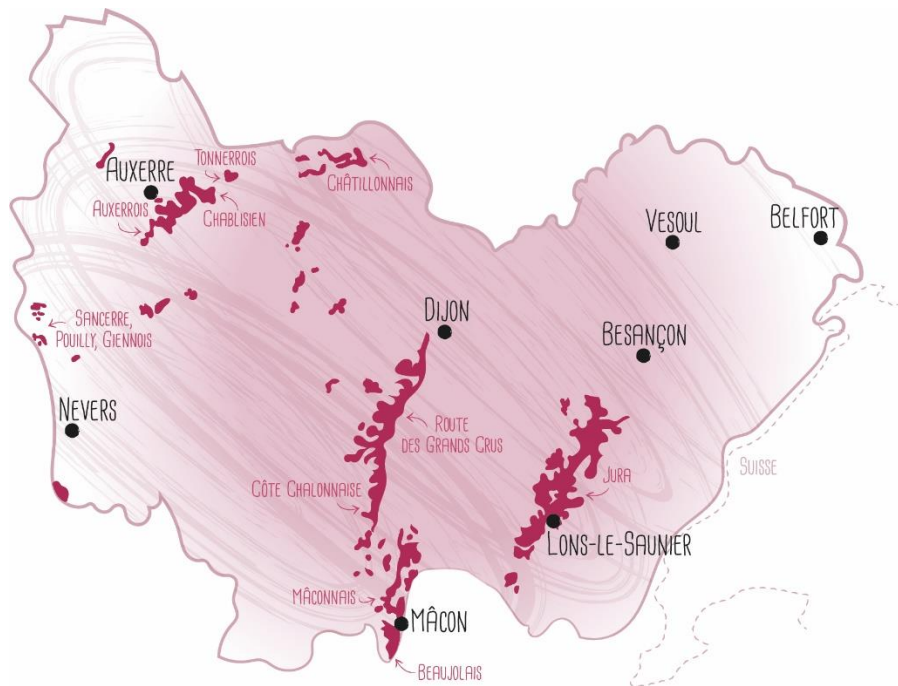 Tonnerrois
Châtillonnais
Auxerre
Auxerrois
Chablisien
Vesoul
Belfort
Sancerre,
Pouilly, Giennois
Dijon
Besançon
Nevers
Route
des Grands Crus
Suisse
Jura
Côte Chalonnaise
Lons-le-Saunier
Mâconnais
Mâcon
Beaujolais